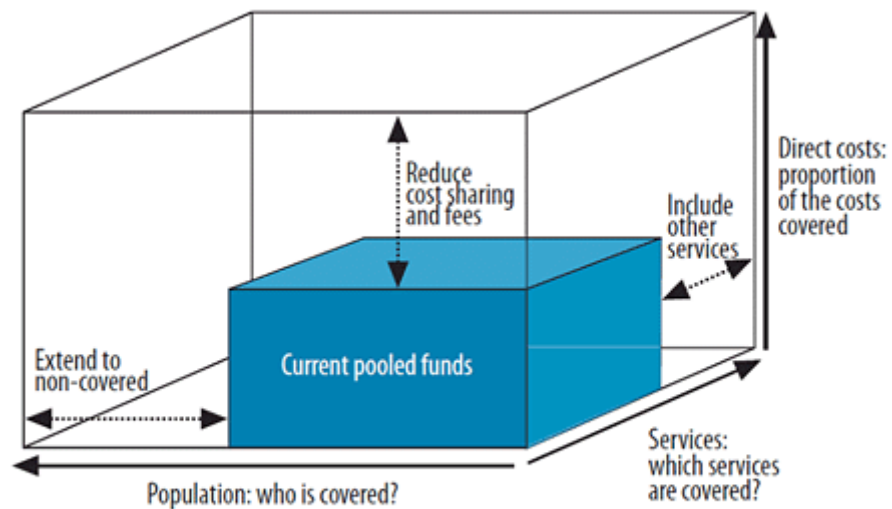 Direct costs:
proportion
of the costs
covered
Reduce
cost sharing
and fees
Include
other
services
Extend to
non-covered
Current pooled funds
Services:
which services
are covered?
Population: who is covered?